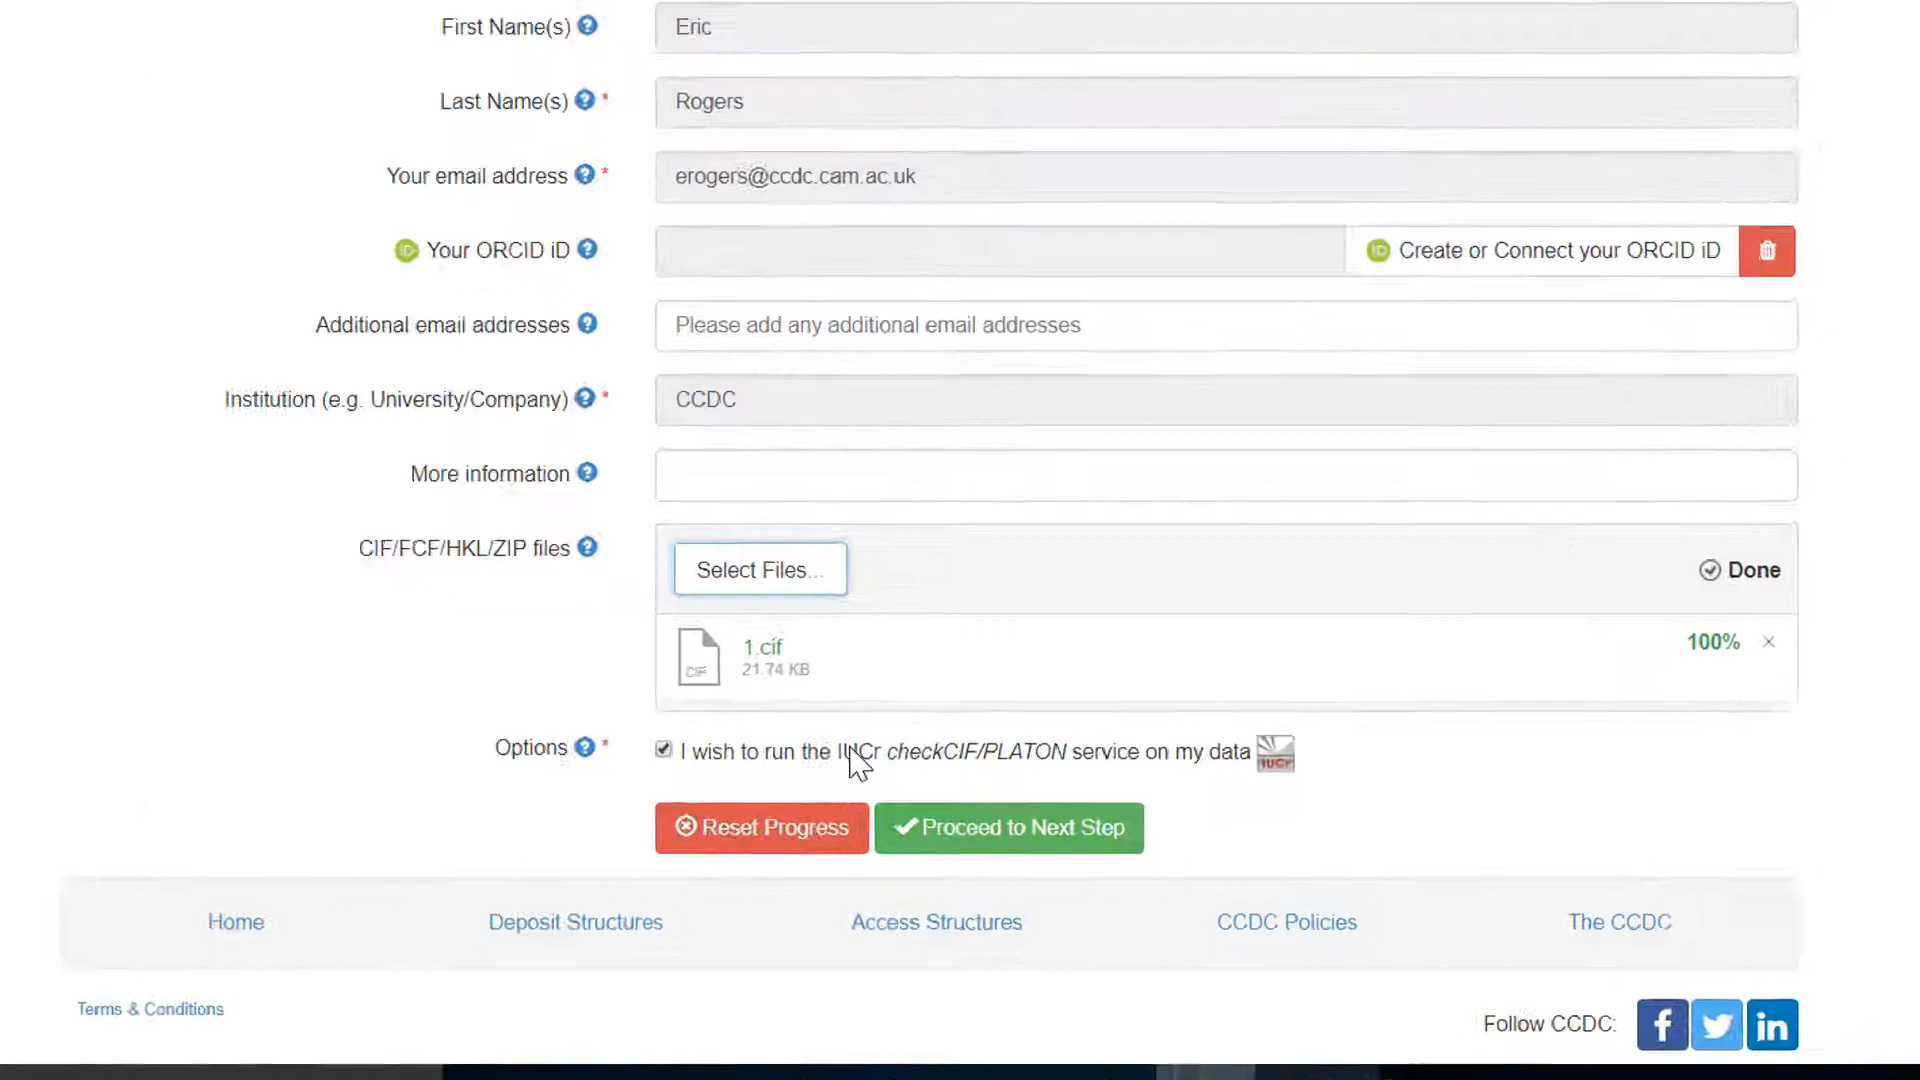 First Name(s)
Eric
Last Name(s) *
Rogers
Your email address *
erogers@ccdc.cam.ac.uk
iD Your ORCID iD
iD Create or Connect your ORCID iD
Additional email addresses
Please add any additional email addresses
Institution (e.g. University/Company) *
CCDC
More information
CIF/FCF/HKL/ZIP files
Select Files...
Done
CIF
1.cif
21.74 KB
100% ×
Options *
I wish to run the IUCr checkCIF/PLATON service on my data
IUCr
Reset Progress
Proceed to Next Step
Home
Deposit Structures
Access Structures
CCDC Policies
The CCDC
Terms & Conditions
Follow CCDC: